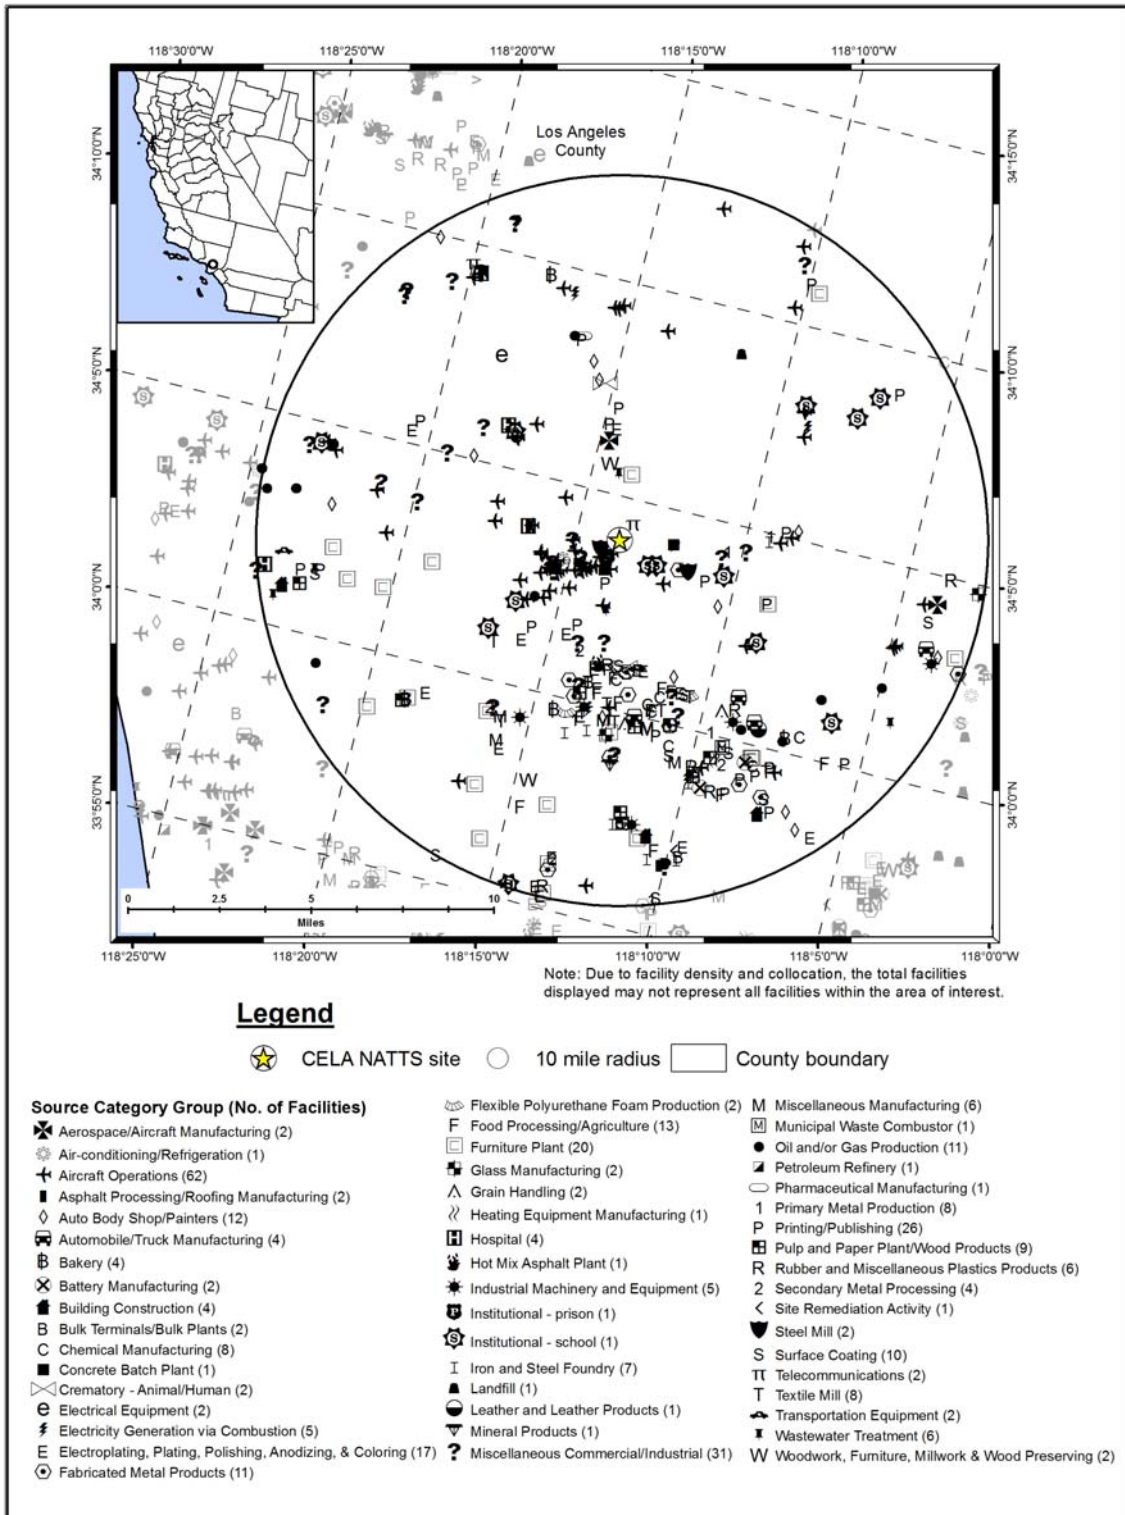 118°30'0"W 118°25'0"W 118°20'0"W 118°15'0"W 118°10'0"W
Los Angeles
County
34°10'0"N
34°5'0"N
34°0'0"N
33°55'0"N
34°15'0"N
34°10'0"N
34°5'0"N
34°0'0"N
0 2.5 5 10
Miles
118°25'0"W 118°20'0"W 118°15'0"W 118°10'0"W 118°5'0"W 118°0'0"W
Note: Due to facility density and collocation, the total facilities
displayed may not represent all facilities within the area of interest.
Legend
CELA NATTS site 10 mile radius County boundary
Source Category Group (No. of Facilities)
Aerospace/Aircraft Manufacturing (2)
Air-conditioning/Refrigeration (1)
Aircraft Operations (62)
Asphalt Processing/Roofing Manufacturing (2)
Auto Body Shop/Painters (12)
Automobile/Truck Manufacturing (4)
Bakery (4)
Battery Manufacturing (2)
Building Construction (4)
B Bulk Terminals/Bulk Plants (2)
C Chemical Manufacturing (8)
Concrete Batch Plant (1)
Crematory - Animal/Human (2)
e Electrical Equipment (2)
Electricity Generation via Combustion (5)
E Electroplating, Plating, Polishing, Anodizing, & Coloring (17)
Fabricated Metal Products (11)
Flexible Polyurethane Foam Production (2)
F Food Processing/Agriculture (13)
Furniture Plant (20)
Glass Manufacturing (2)
Grain Handling (2)
Heating Equipment Manufacturing (1)
H Hospital (4)
Hot Mix Asphalt Plant (1)
Industrial Machinery and Equipment (5)
P Institutional - prison (1)
S Institutional - school (1)
I Iron and Steel Foundry (7)
Landfill (1)
Leather and Leather Products (1)
Mineral Products (1)
? Miscellaneous Commercial/Industrial (31)
M Miscellaneous Manufacturing (6)
M Municipal Waste Combustor (1)
Oil and/or Gas Production (11)
Petroleum Refinery (1)
Pharmaceutical Manufacturing (1)
1 Primary Metal Production (8)
P Printing/Publishing (26)
Pulp and Paper Plant/Wood Products (9)
R Rubber and Miscellaneous Plastics Products (6)
2 Secondary Metal Processing (4)
< Site Remediation Activity (1)
Steel Mill (2)
S Surface Coating (10)
π Telecommunications (2)
T Textile Mill (8)
Transportation Equipment (2)
Wastewater Treatment (6)
W Woodwork, Furniture, Millwork & Wood Preserving (2)